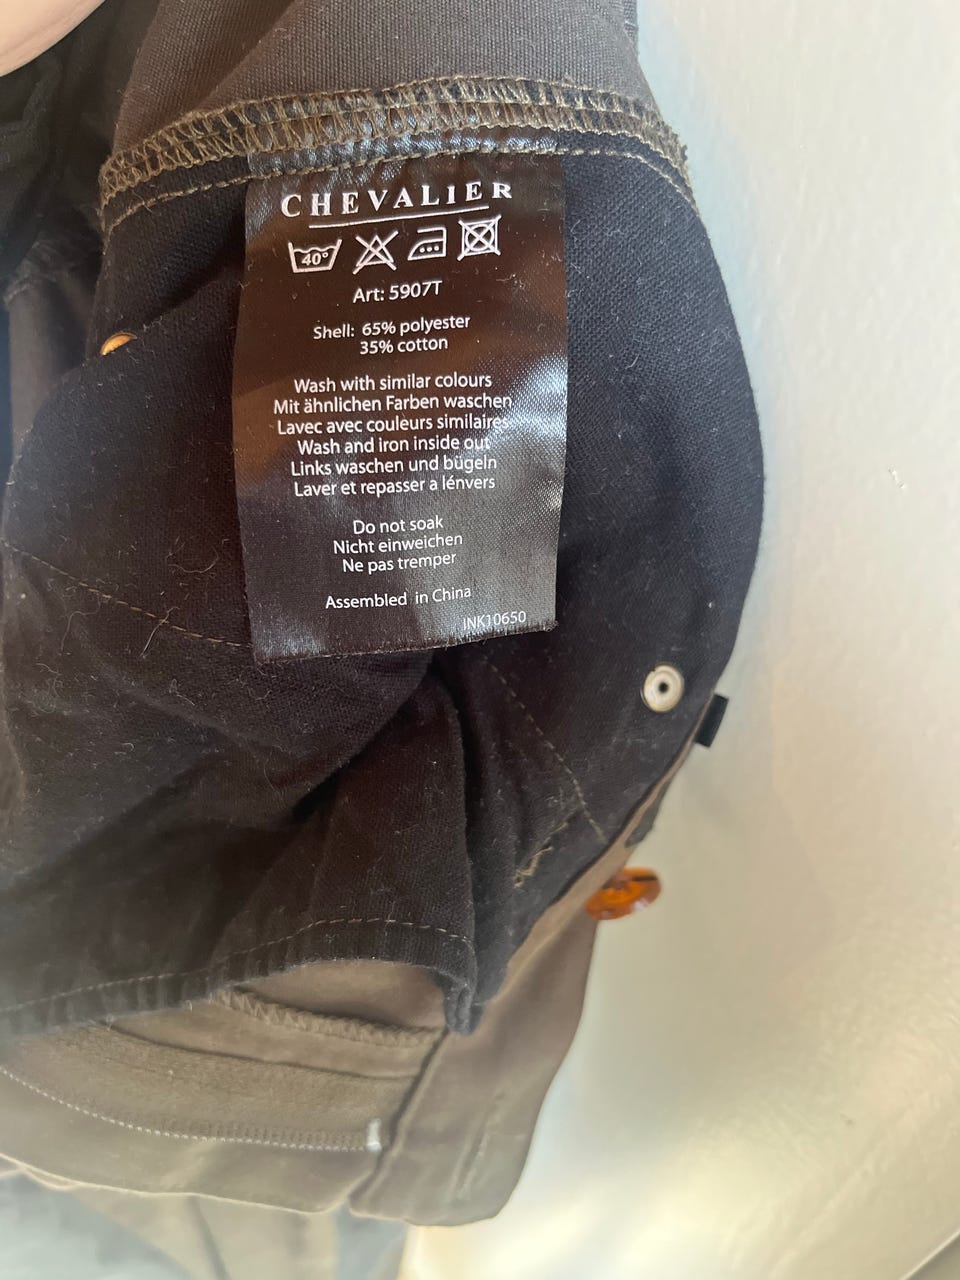 CHEVALIER
40°
Art: 5907T
Shell: 65% polyester
35% cotton
Wash with similar colours
Mit ähnlichen Farben waschen
Lavec avec couleurs similaires
Wash and iron inside out
Links waschen und bügeln
Laver et repasser a lénvers
Do not soak
Nicht einweichen
Ne pas tremper
Assembled in China
INK10650